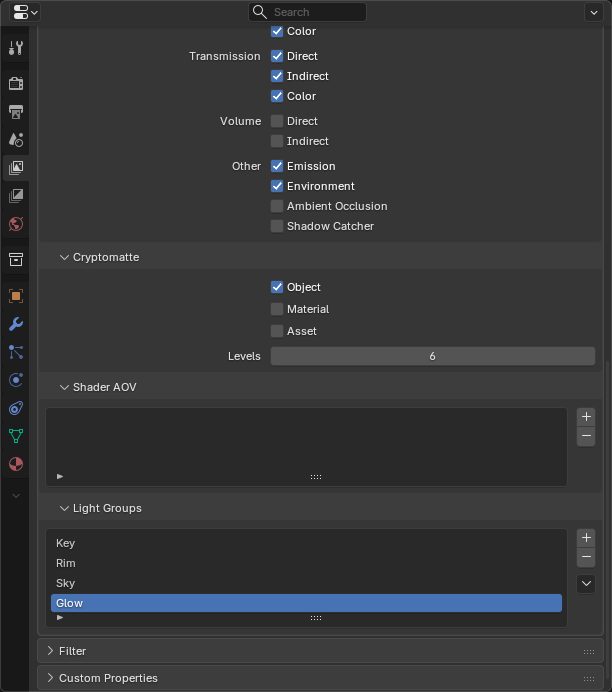 Search
Color
Transmission Direct
Indirect
Color
Volume Direct
Indirect
Other Emission
Environment
Ambient Occlusion
Shadow Catcher
Cryptomatte
Object
Material
Asset
Levels 6
Shader AOV
Light Groups
Key
Rim
Sky
Glow
Filter
Custom Properties